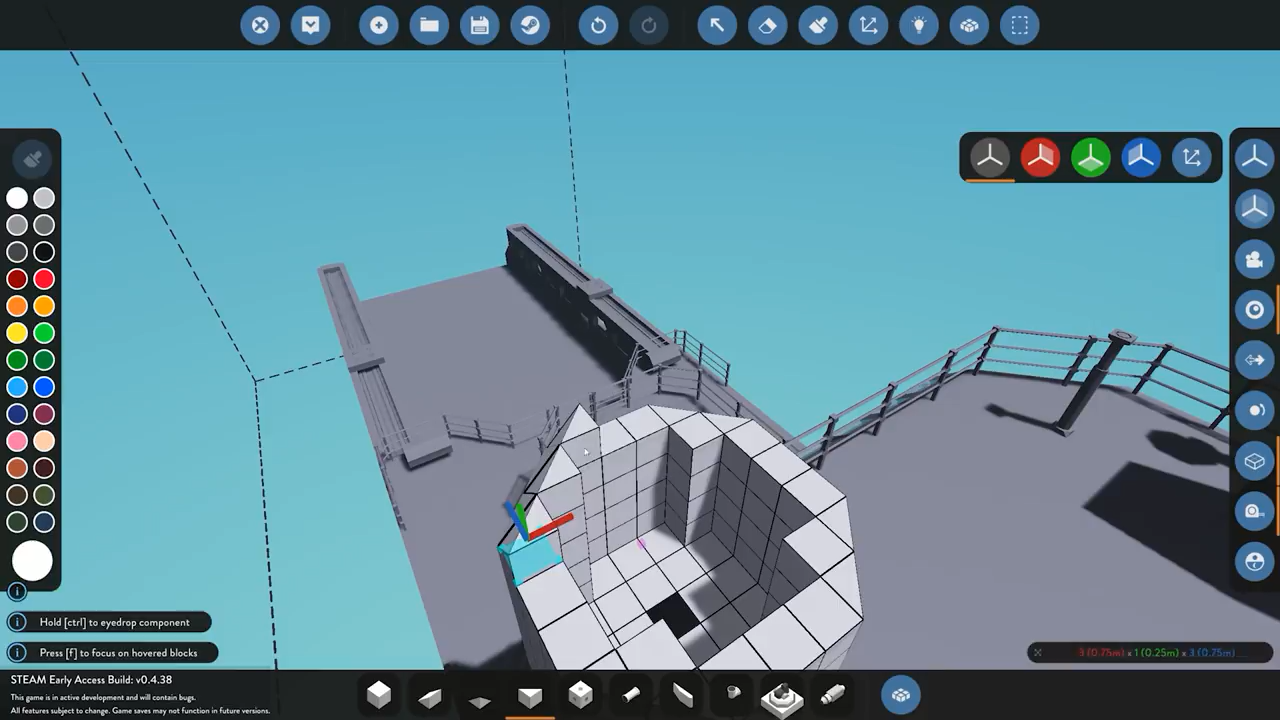 Hold [ctrl] to eyedrop component
Press [f] to focus on hovered blocks
3 (0.75m) x 1 (0.25m) x 3 (0.75m)
STEAM Early Access Build: v0.4.38
This game is in active development and will contain bugs.
All features subject to change. Game saves may not function in future versions.